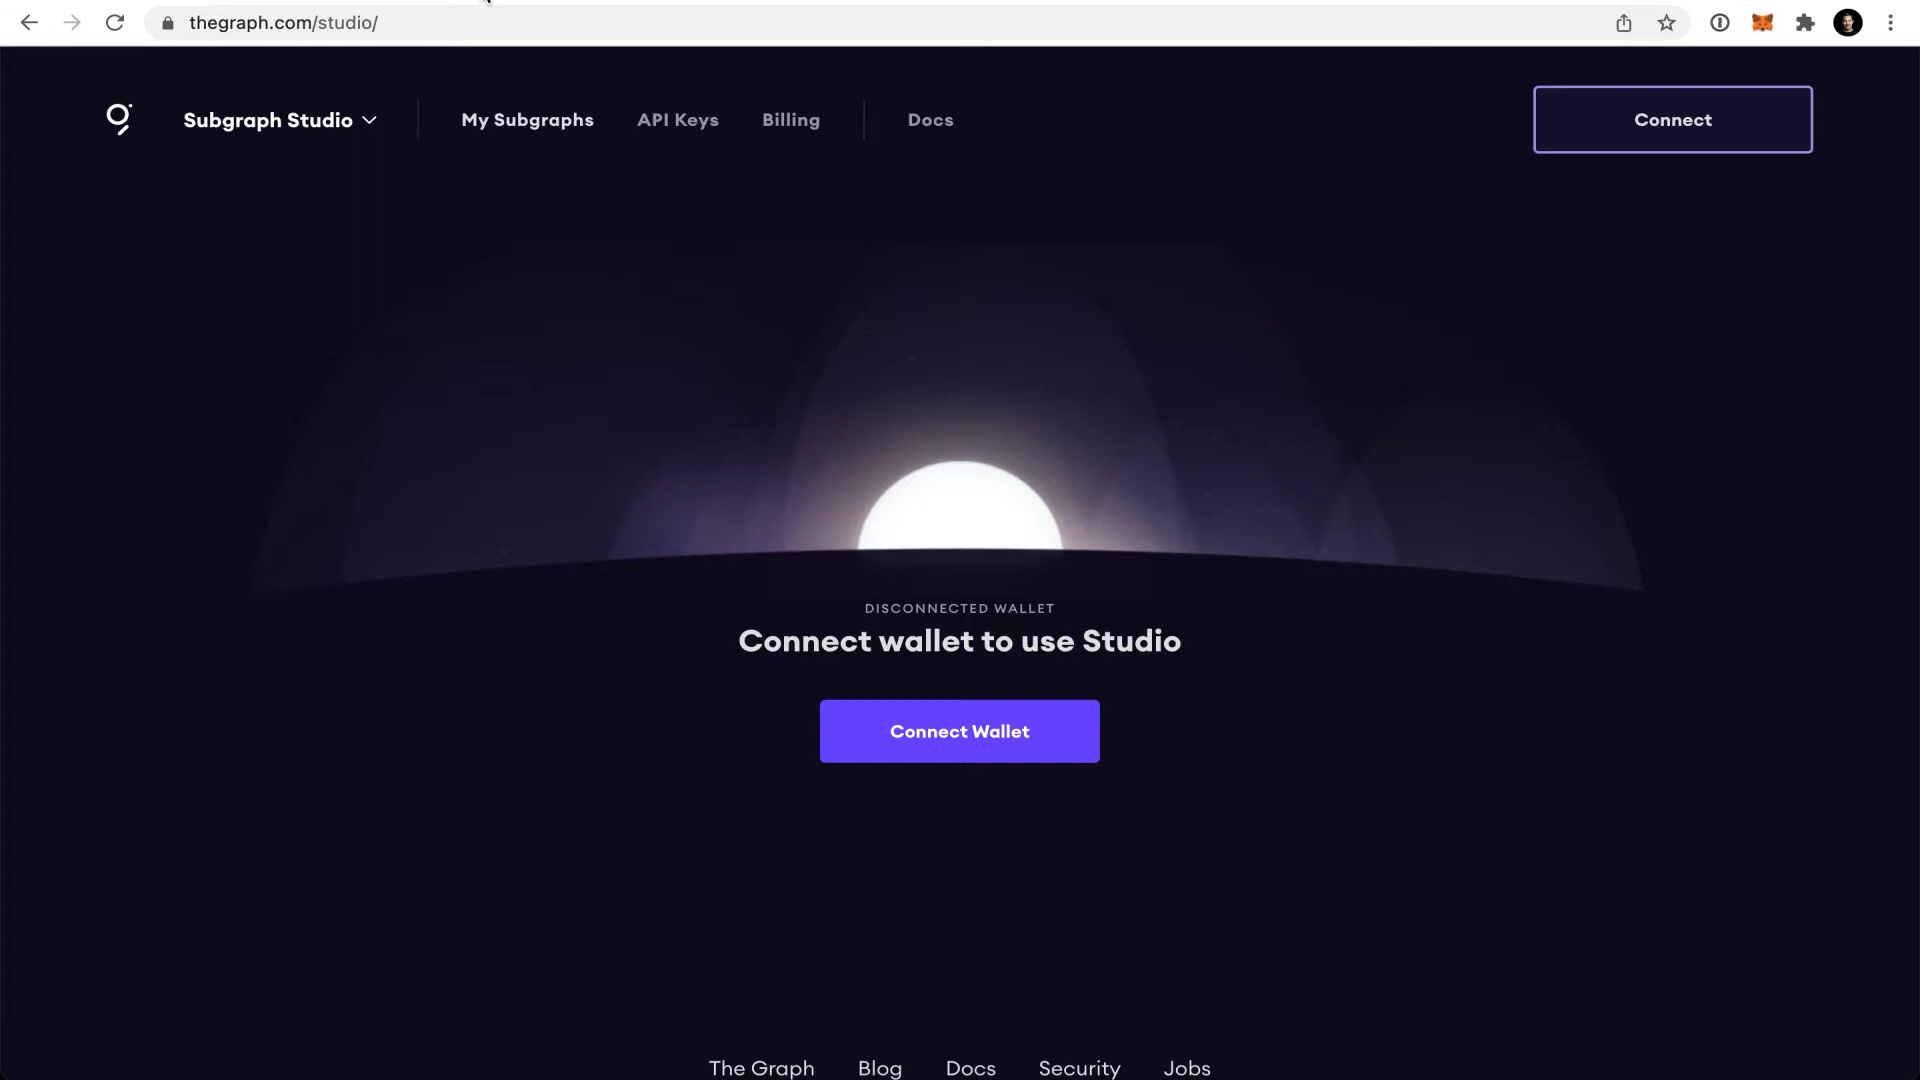 thegraph.com/studio/
Subgraph Studio
My Subgraphs
API Keys
Billing
Docs
Connect
DISCONNECTED WALLET
Connect wallet to use Studio
Connect Wallet
The Graph
Blog
Docs
Security
Jobs